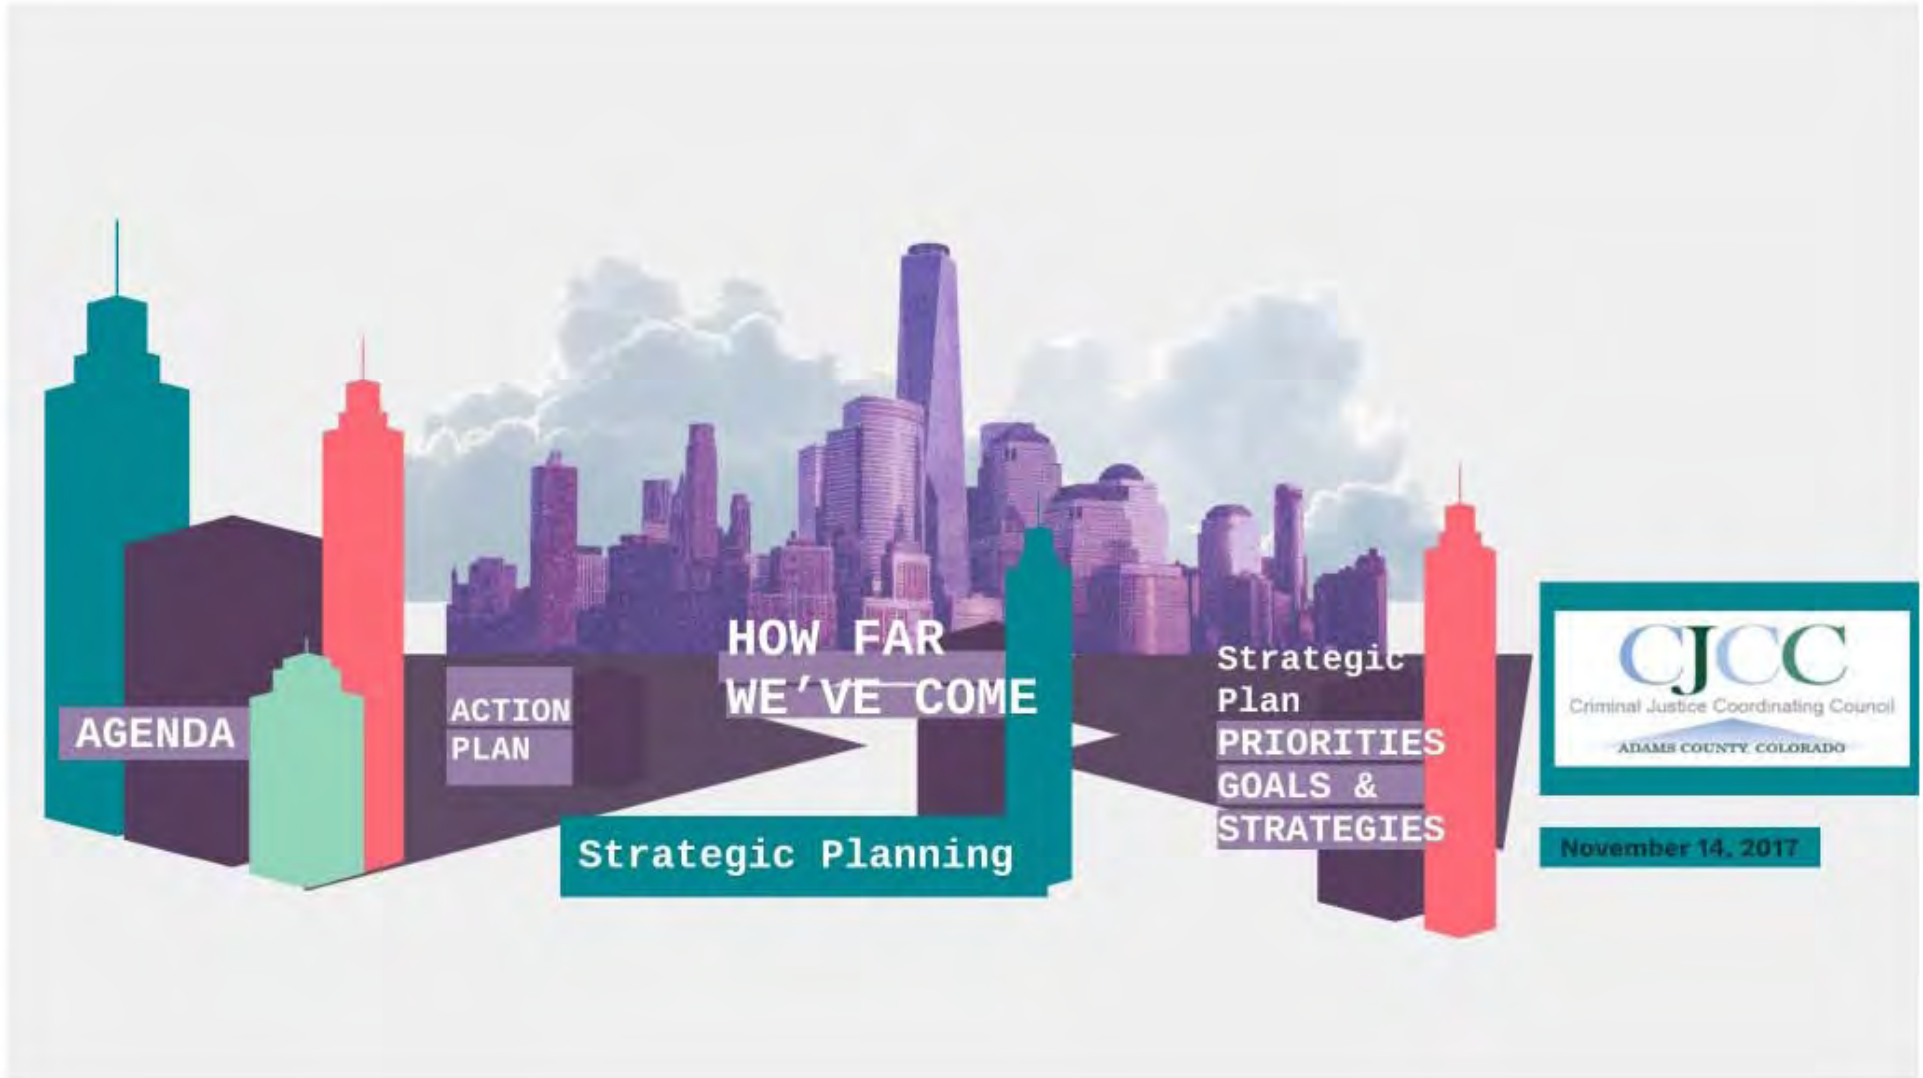 AGENDA
ACTION
PLAN
HOW FAR
WE'VE COME
Strategic Planning
Strategic
Plan
PRIORITIES
GOALS &
STRATEGIES
CJCC
Criminal Justice Coordinating Council
ADAMS COUNTY, COLORADO
November 14, 2017